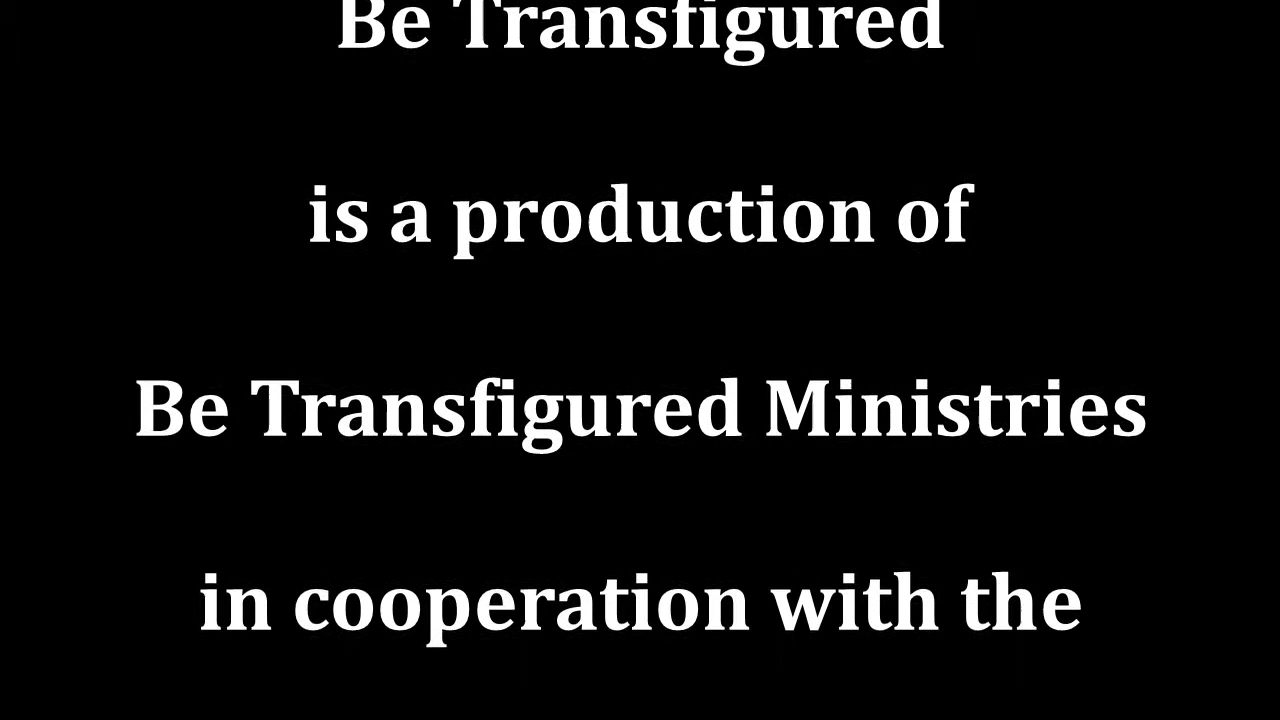 Be Transfigured
is a production of
Be Transfigured Ministries
in cooperation with the